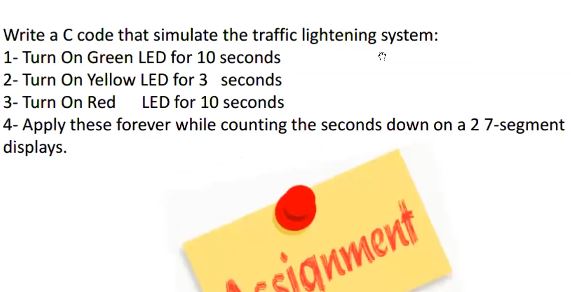 Write a C code that simulate the traffic lightening system:
1- Turn On Green LED for 10 seconds
2- Turn On Yellow LED for 3 seconds
3- Turn On Red LED for 10 seconds
4- Apply these forever while counting the seconds down on a 2 7-segment
displays.
Assignment